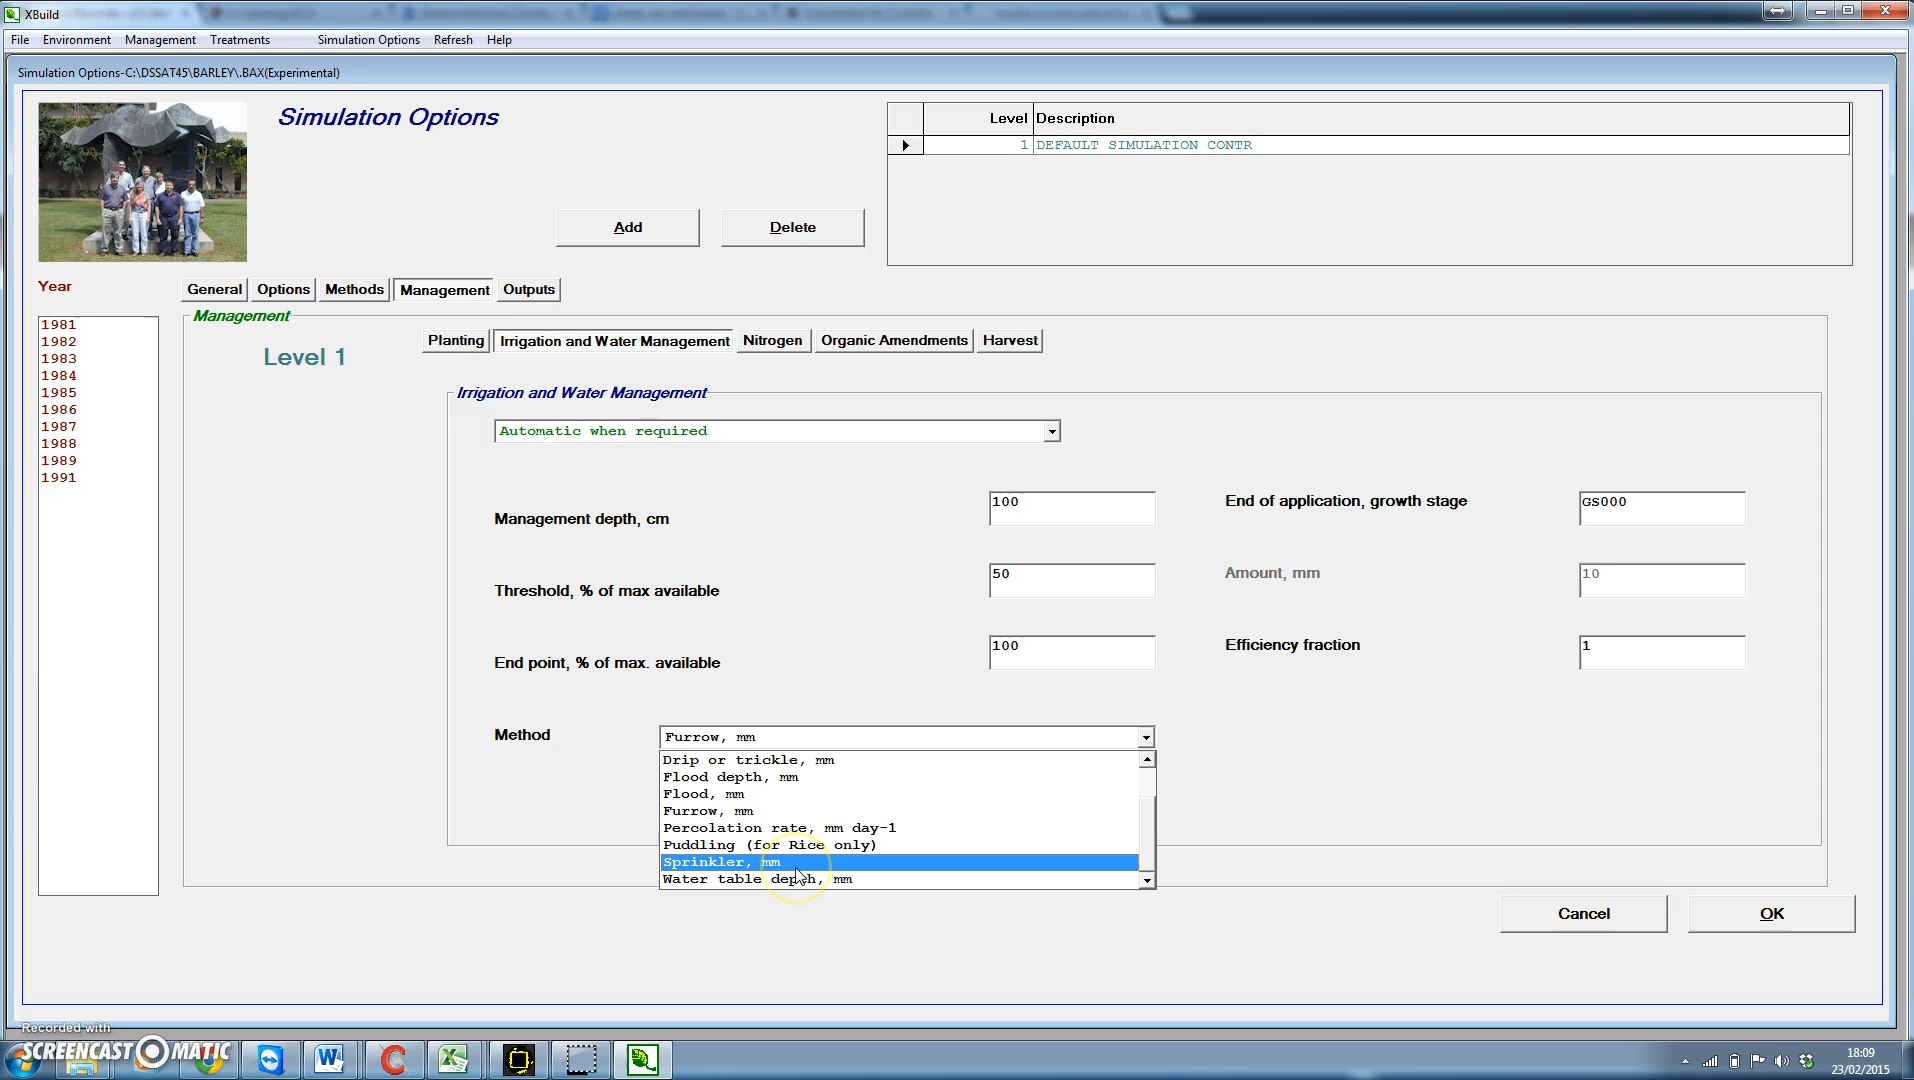 XBuild
File Environment Management Treatments Simulation Options Refresh Help
Simulation Options-C:\DSSAT45\BARLEY\.BAX(Experimental)
Simulation Options
Level Description
1 DEFAULT SIMULATION CONTR
Add Delete
Year
General Options Methods Management Outputs
1981
1982
1983
1984
1985
1986
1987
1988
1989
1991
Management
Level 1
Planting Irrigation and Water Management Nitrogen Organic Amendments Harvest
Irrigation and Water Management
Automatic when required
Management depth, cm 100 End of application, growth stage GS000
Threshold, % of max available 50 Amount, mm 10
End point, % of max. available 100 Efficiency fraction 1
Method Furrow, mm
Drip or trickle, mm
Flood depth, mm
Flood, mm
Furrow, mm
Percolation rate, mm day-1
Puddling (for Rice only)
Sprinkler, mm
Water table depth, mm
Cancel OK
Recorded with
SCREENCAST O MATIC
18:09
23/02/2015